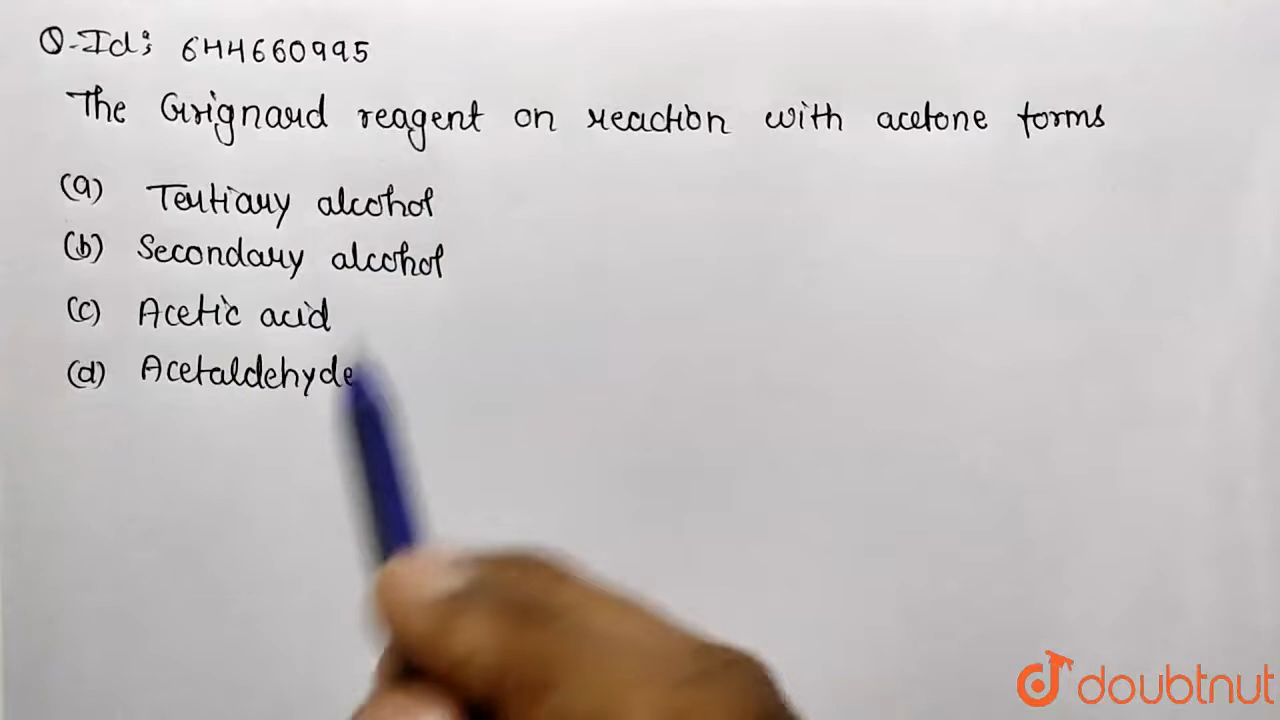 Q-Id; 644660995
The Grignard reagent on reaction with acetone forms
(a) Tertiary alcohol
(b) Secondary alcohol
(c) Acetic acid
(d) Acetaldehyde
doubtnut